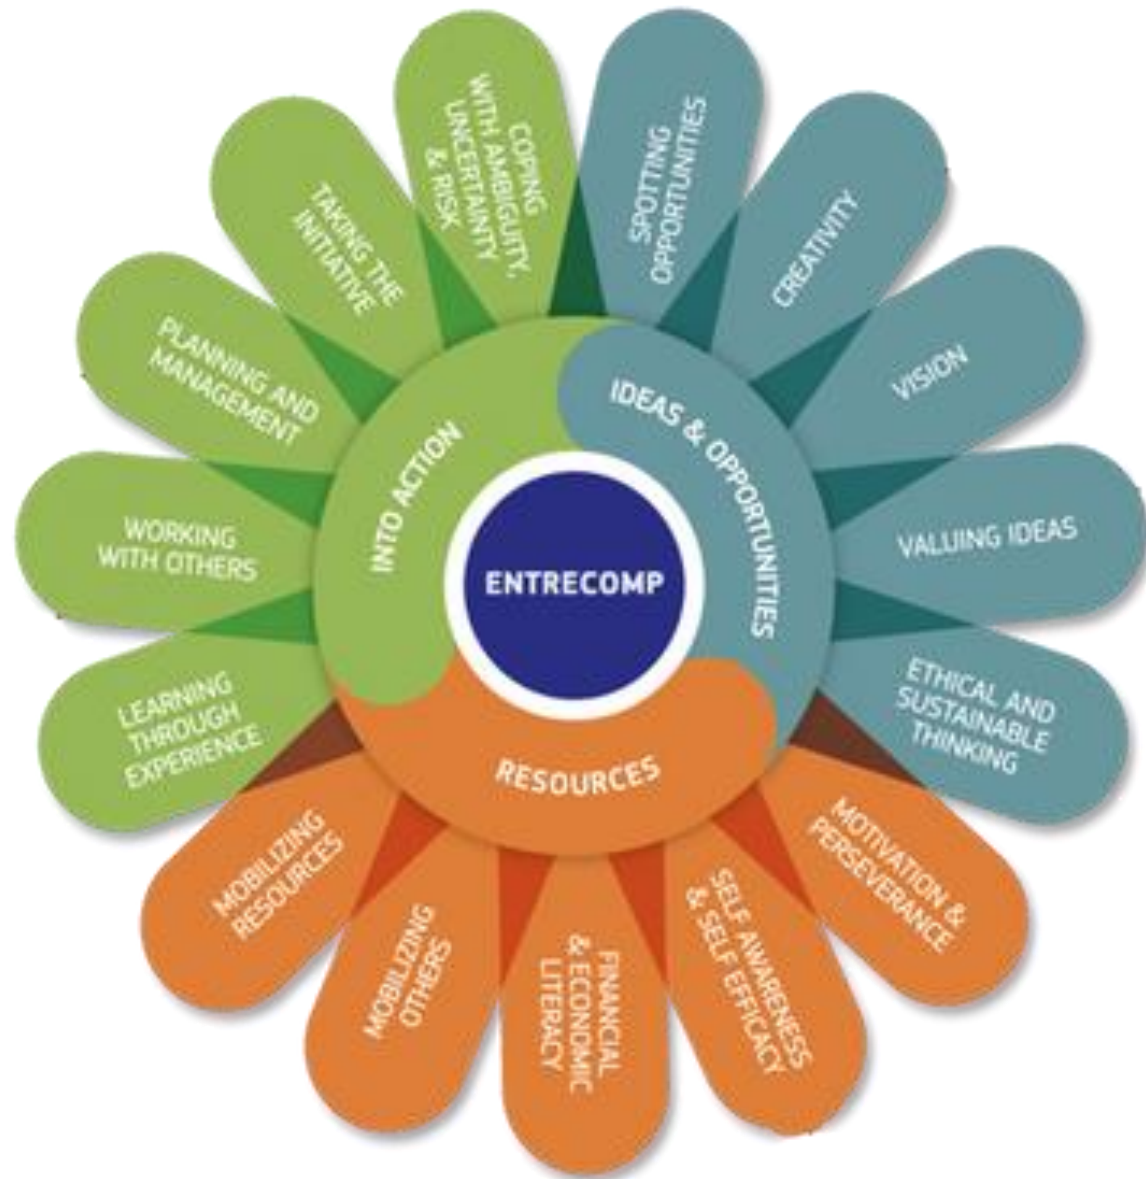 ENTRECOMP
IDEAS & OPPORTUNITIES
SPOTTING
OPPORTUNITIES
CREATIVITY
VISION
VALUING IDEAS
ETHICAL AND
SUSTAINABLE
THINKING
RESOURCES
MOTIVATION &
PERSEVERANCE
SELF AWARENESS
& SELF EFFICACY
FINANCIAL
& ECONOMIC
LITERACY
MOBILIZING
OTHERS
MOBILIZING
RESOURCES
INTO ACTION
LEARNING
THROUGH
EXPERIENCE
WORKING
WITH OTHERS
PLANNING AND
MANAGEMENT
TAKING THE
INITIATIVE
COPING
WITH AMBIGUITY,
UNCERTAINTY
& RISK